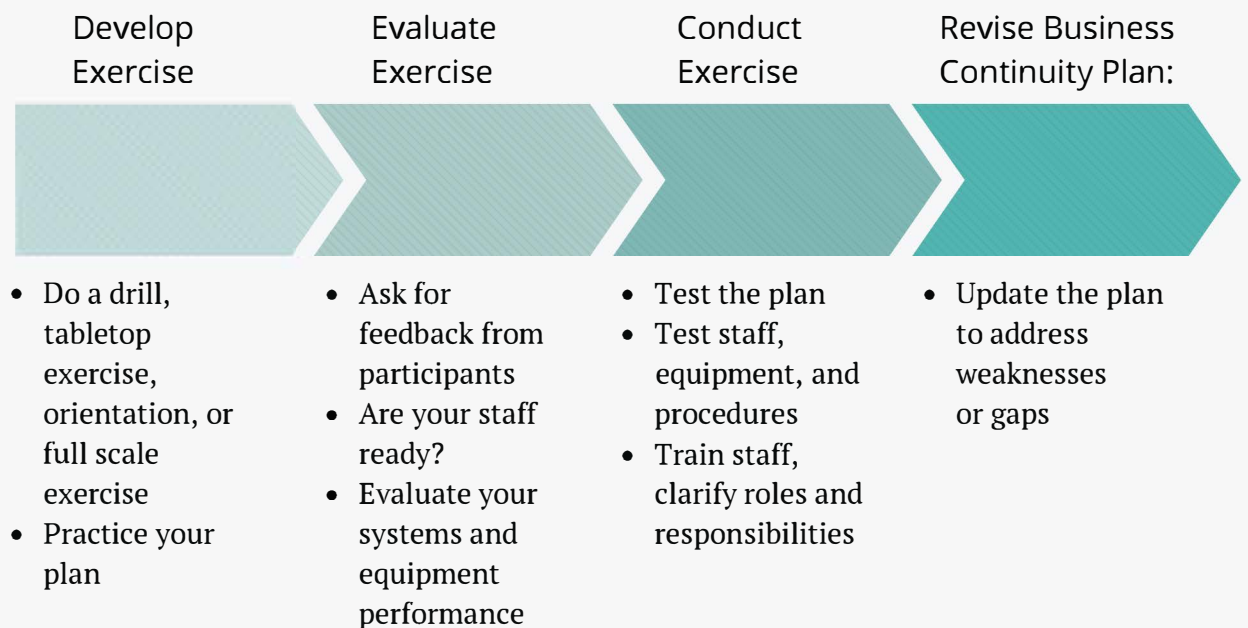 Develop
Exercise
Evaluate
Exercise
Conduct
Exercise
Revise Business
Continuity Plan:
• Do a drill,
tabletop
exercise,
orientation, or
full scale
exercise
• Practice your
plan
• Ask for
feedback from
participants
• Are your staff
ready?
• Evaluate your
systems and
equipment
performance
• Test the plan
• Test staff,
equipment, and
procedures
• Train staff,
clarify roles and
responsibilities
• Update the plan
to address
weaknesses
or gaps